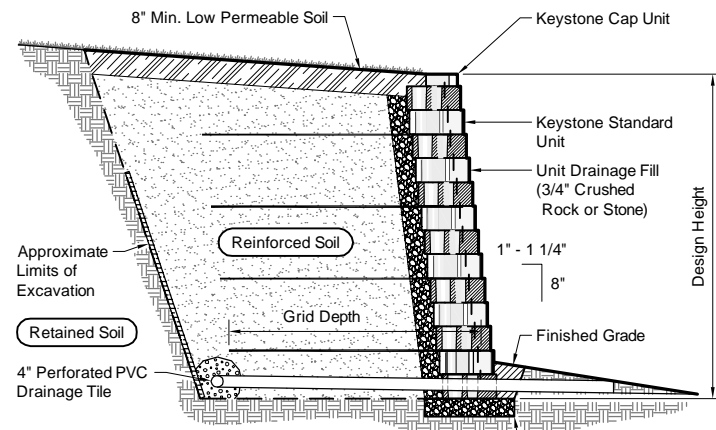 8" Min. Low Permeable Soil
Keystone Cap Unit
Keystone Standard
Unit
Unit Drainage Fill
(3/4" Crushed
Rock or Stone)
Design Height
Reinforced Soil
1" - 1 1/4"
8"
Approximate
Limits of
Excavation
Grid Depth
Retained Soil
Finished Grade
4" Perforated PVC
Drainage Tile